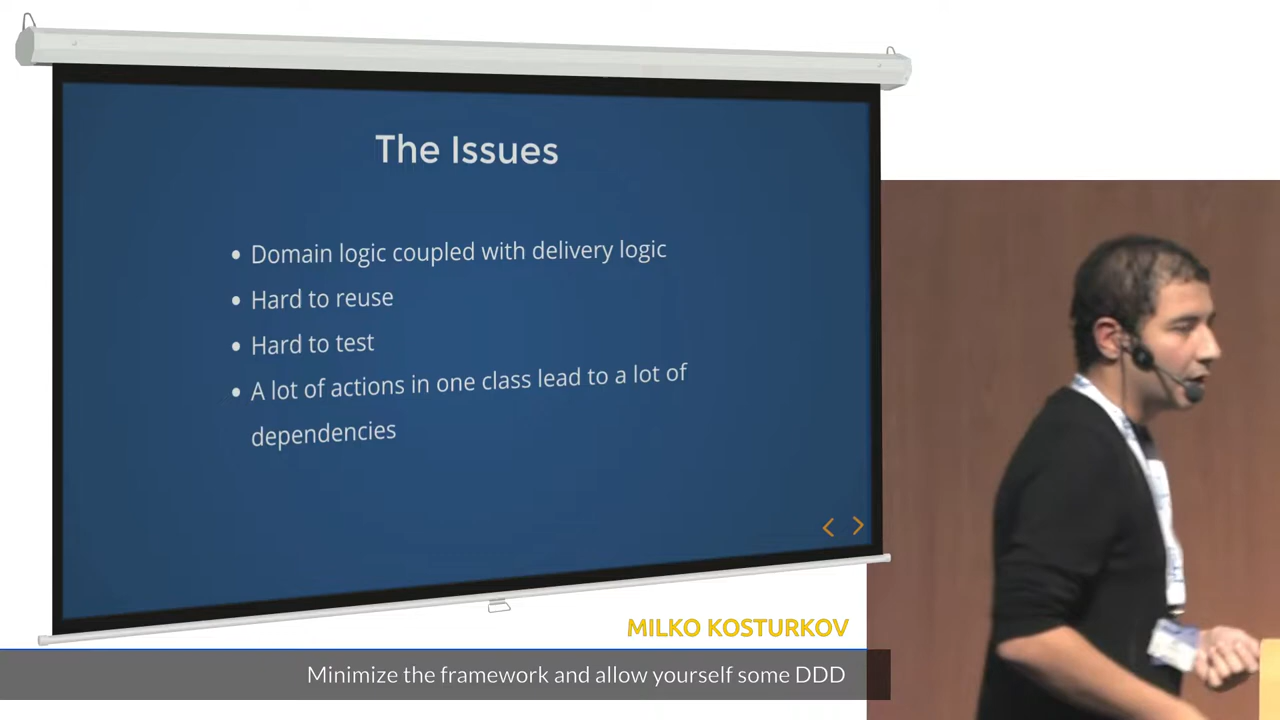 The Issues
• Domain logic coupled with delivery logic
• Hard to reuse
• Hard to test
• A lot of actions in one class lead to a lot of
dependencies
MILKO KOSTURKOV
Minimize the framework and allow yourself some DDD